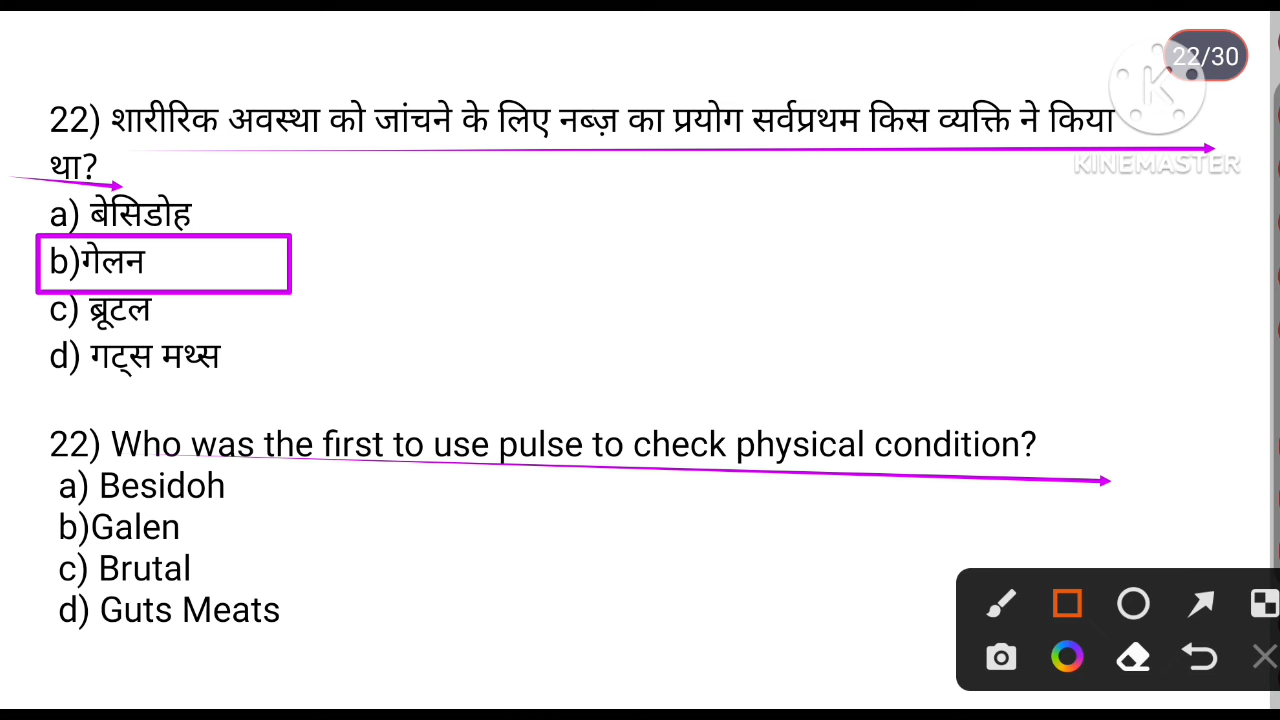 22/30
KINEMASTER
22) शारीरिक अवस्था को जांचने के लिए नब्ज़ का प्रयोग सर्वप्रथम किस व्यक्ति ने किया
था?
a) बेसिडोह
b)गेलन
c) ब्रूटल
d) गट्स मथ्स
22) Who was the first to use pulse to check physical condition?
a) Besidoh
b)Galen
c) Brutal
d) Guts Meats